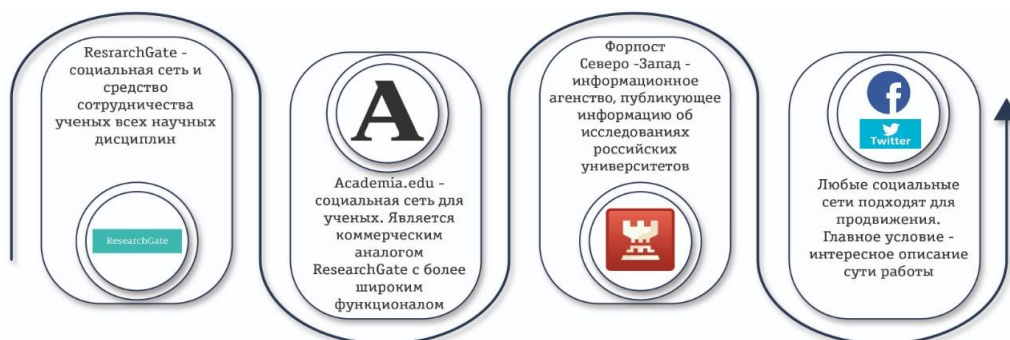 ResrarchGate -
социальная сеть и
средство
сотрудничества
ученых всех научных
дисциплин
ResearchGate
A
Academia.edu -
социальная сеть для
ученых. Является
коммерческим
аналогом
ResearchGate с более
широким
функционалом
Форпост
Северо -Запад -
информационное
агенство, публикующее
информацию об
исследованиях
российских
университетов
f
Twitter
Любые социальные
сети подходят для
продвижения.
Главное условие -
интересное описание
сути работы